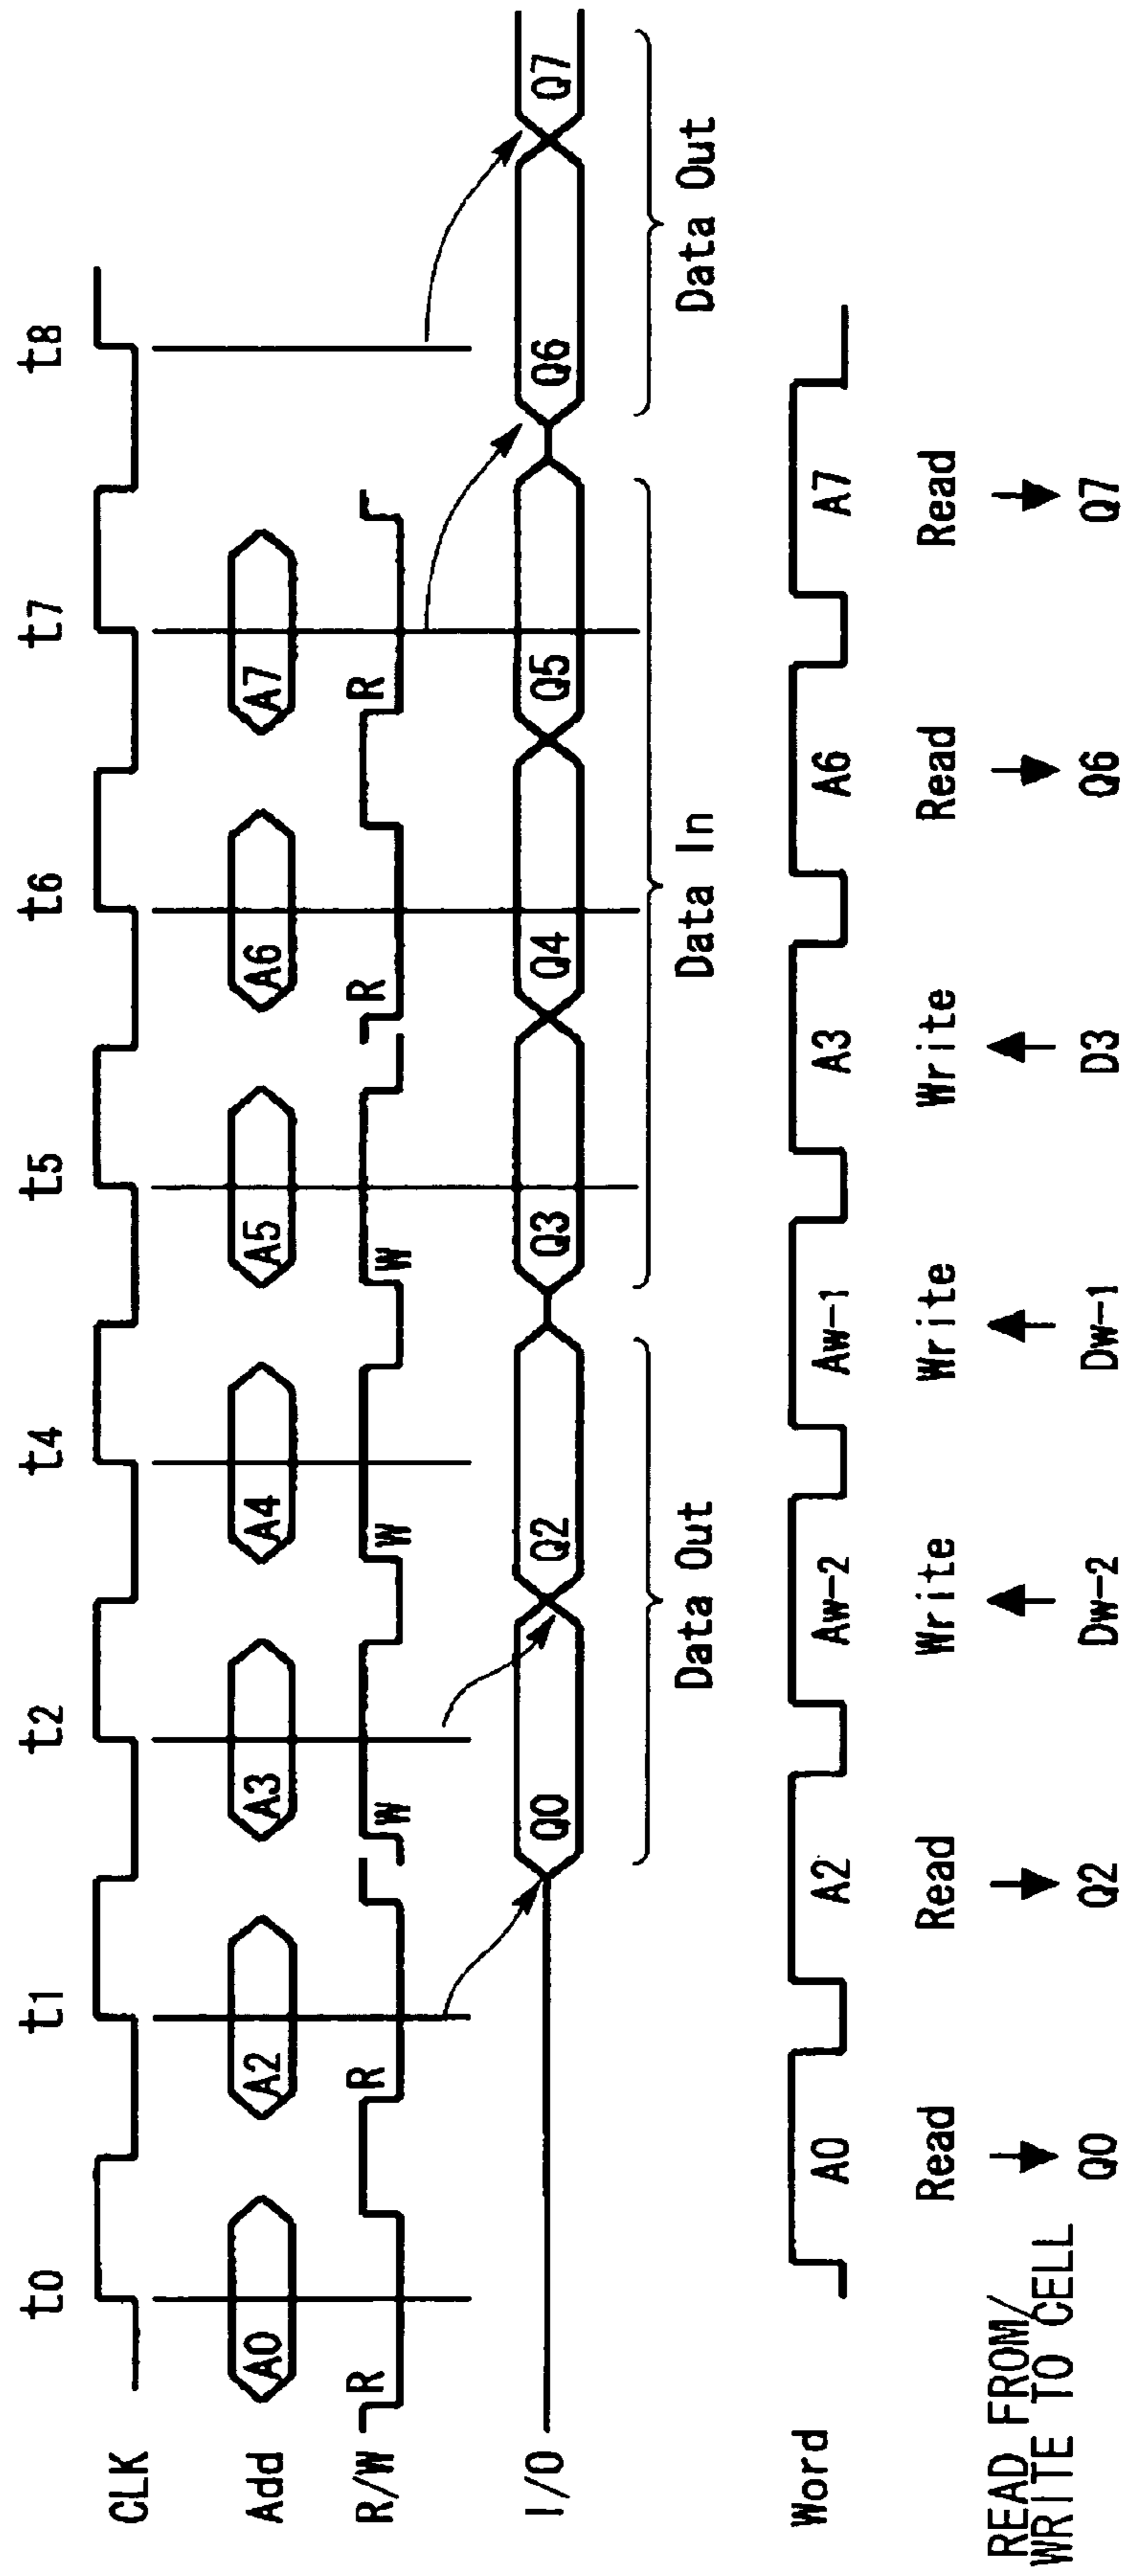 t0 t1 t2 t4 t5 t6 t7 t8
CLK
Add A0 A2 A3 A4 A5 A6 A7
R/W R R W W W R R
I/O Q0 Q2 Q3 Q4 Q5 Q6 Q7
Data Out Data In Data Out
Word A0 A2 Aw-2 Aw-1 A3 A6 A7
Read Read Write Write Write Read Read
READ FROM/
WRITE TO CELL
Q0 Q2 Dw-2 Dw-1 D3 Q6 Q7